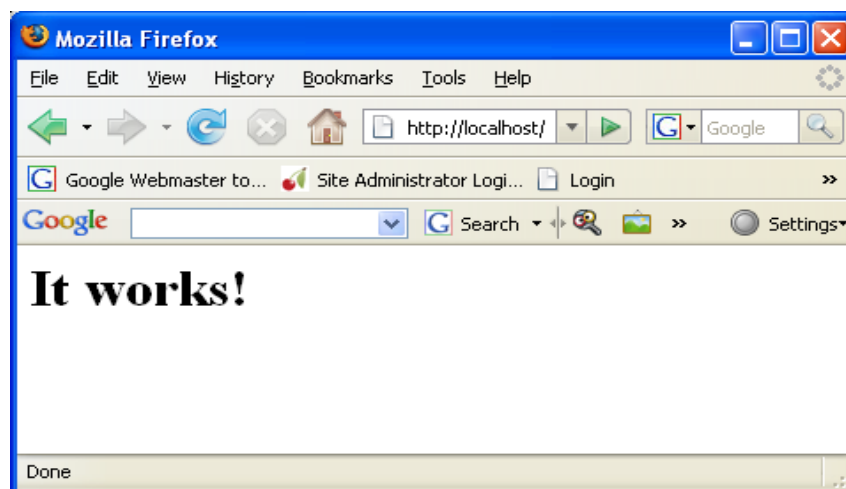 Mozilla Firefox
File Edit View History Bookmarks Tools Help
http://localhost/ G Google
G Google Webmaster to... Site Administrator Logi... Login »
Google G Search » Settings
It works!
Done